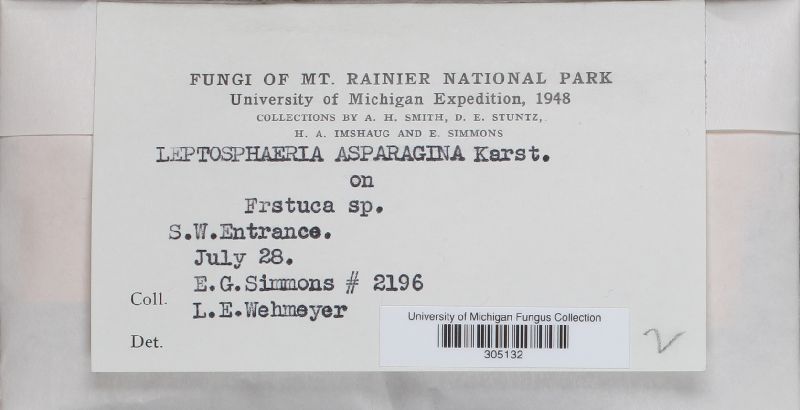 FUNGI OF MT. RAINIER NATIONAL PARK
University of Michigan Expedition, 1948
COLLECTIONS BY A. H. SMITH, D. E. STUNTZ,
H. A. IMSHAUG AND E. SIMMONS
LEPTOSPHAERIA ASPARAGINA Karst.
on
Frstuca sp.
S.W.Entrance.
July 28.
E.G.Simmons # 2196
Coll.
L.E.Wehmeyer
Det.
University of Michigan Fungus Collection
305132
2